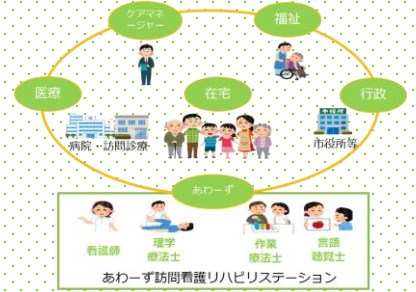 ケアマネ
ージャー
福祉
医療
在宅
行政
病院・訪問診療
市役所
市役所等
あわーず
看護師
理学
療法士
作業
療法士
言語
聴覚士
あわーず訪問看護リハビリステーション